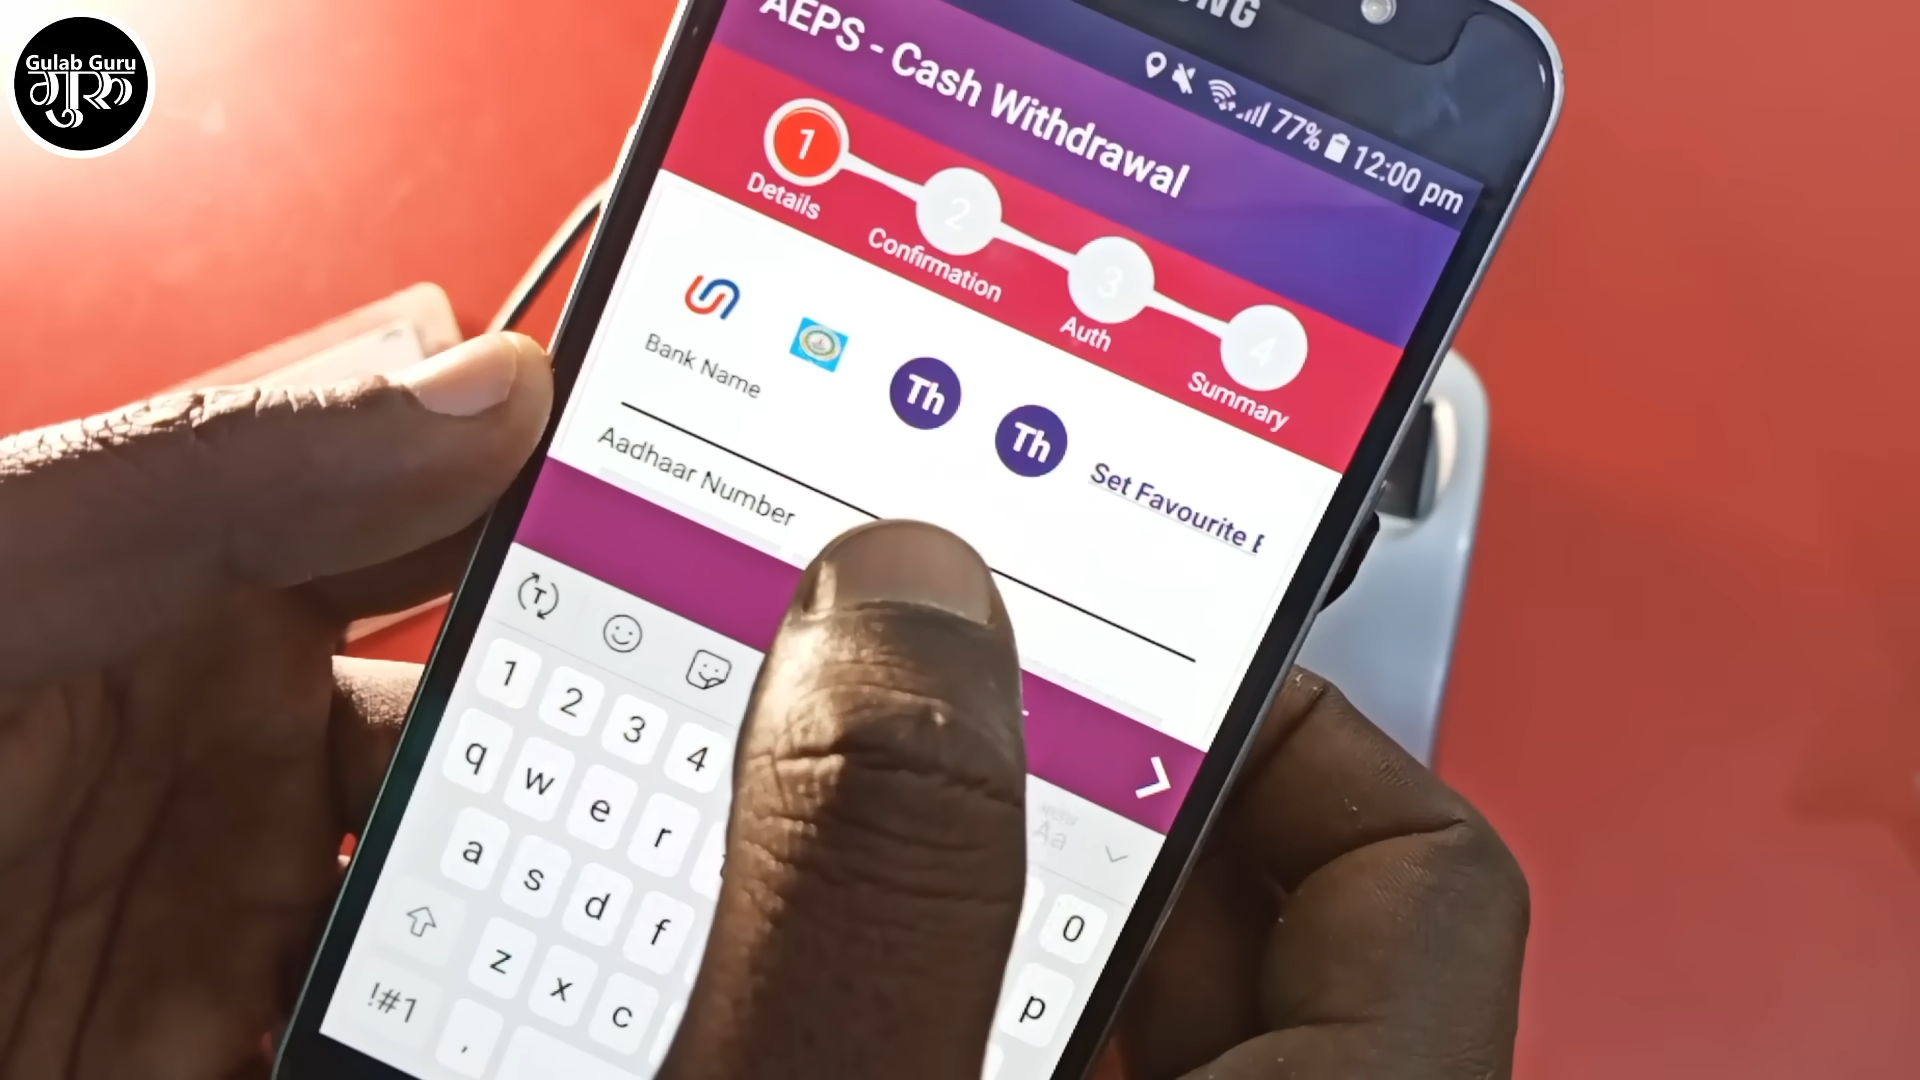 Gulab Guru
गुरु
AEPS - Cash Withdrawal
77% 12:00 pm
1
2
3
4
Details
Confirmation
Auth
Summary
Th
Th
Set Favourite
Bank Name
Aadhaar Number
T
1 2 3 4 0
q w e r p
a s d f
z x c
!#1 ,
Aa